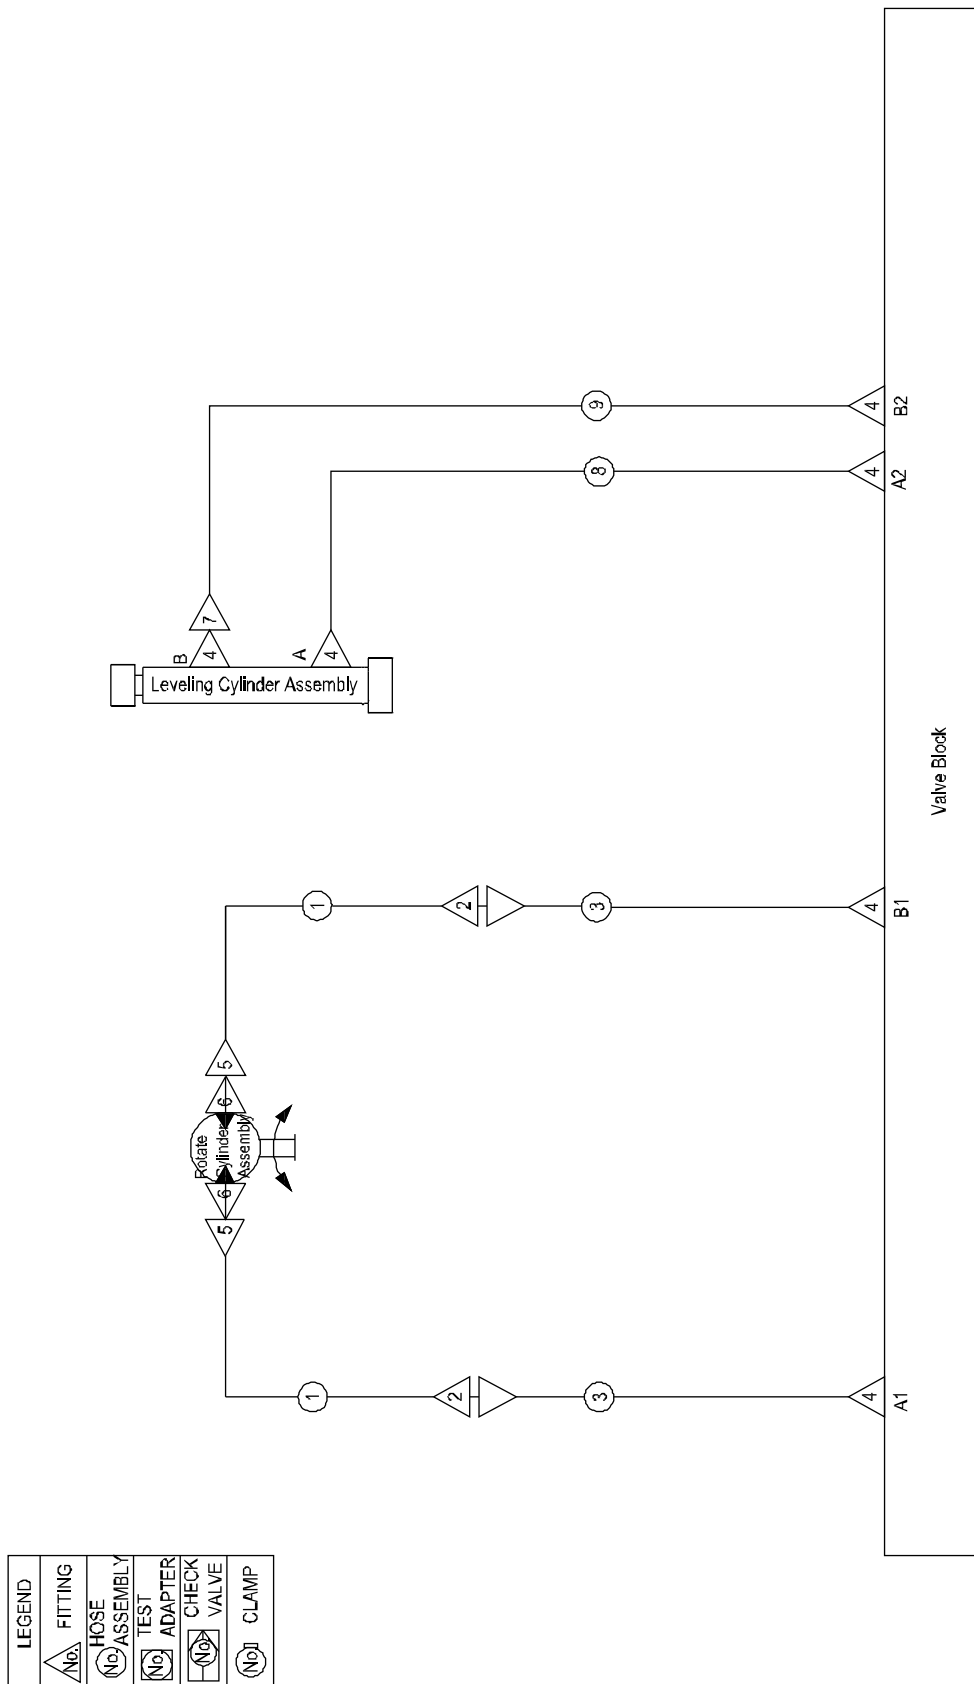 LEGEND
No. FITTING
No. HOSE
ASSEMBLY
No. TEST
ADAPTER
No. CHECK
VALVE
No. CLAMP
5
6
Rotate
Cylinder
Assembly
6
5
B
4
7
A
4
Leveling Cylinder Assembly
1
1
2
2
3
3
8
9
4
4
4
4
A1
B1
A2
B2
Valve Block